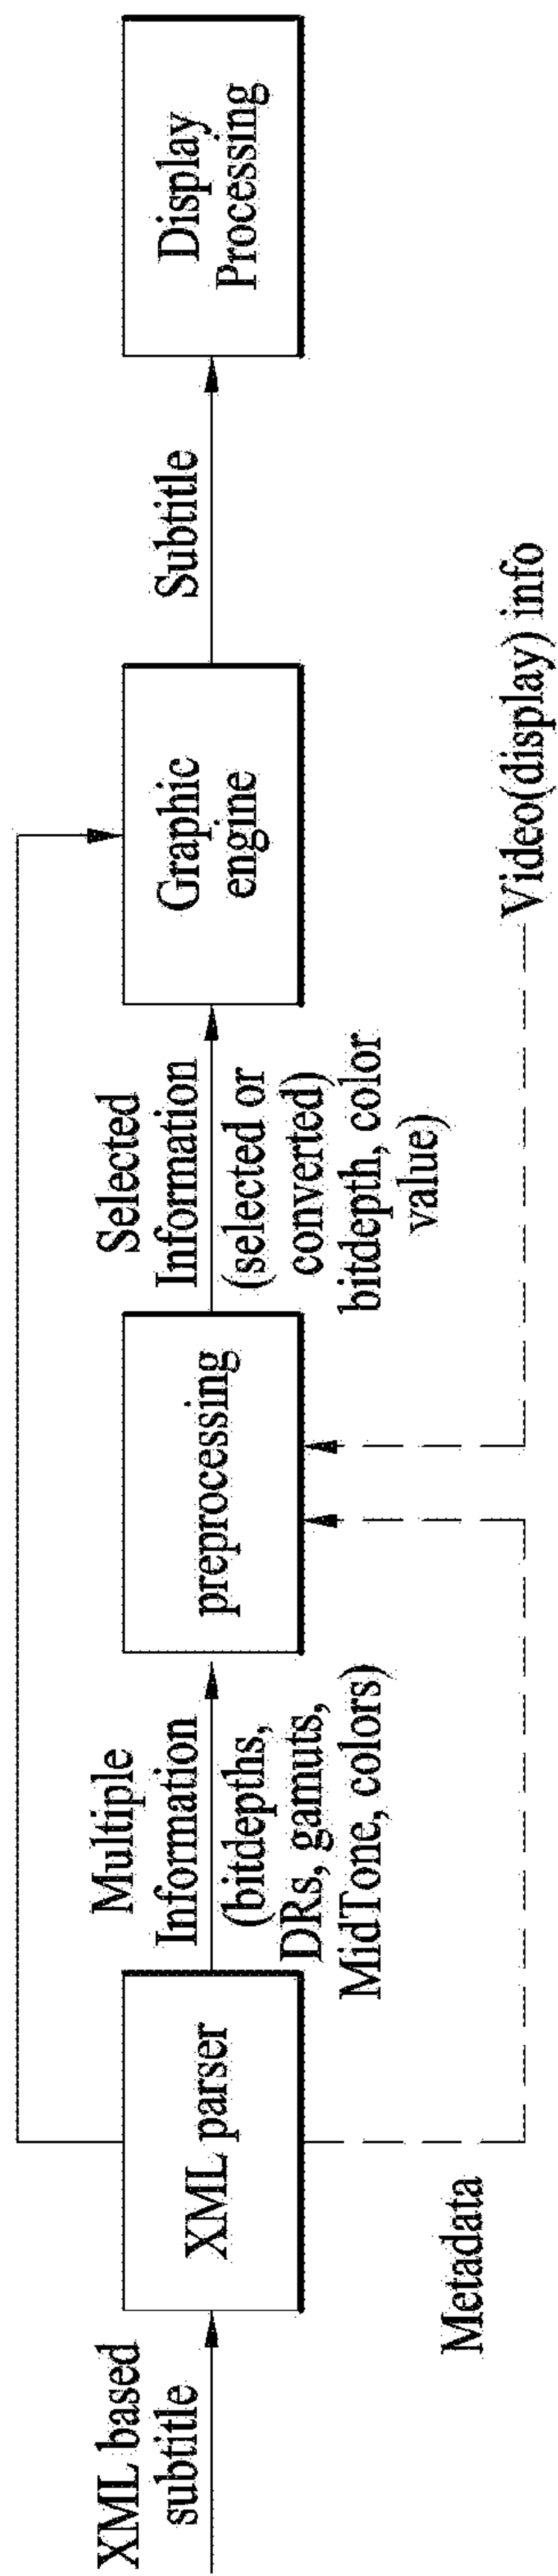 XML based
subtitle
XML parser
Metadata
Multiple
Information
(bitdepths,
DRs, gamuts,
MidTone, colors)
preprocessing
Selected
Information
(selected or
converted)
bitdepth, color
value)
Video(display) info
Graphic
engine
Subtitle
Display
Processing